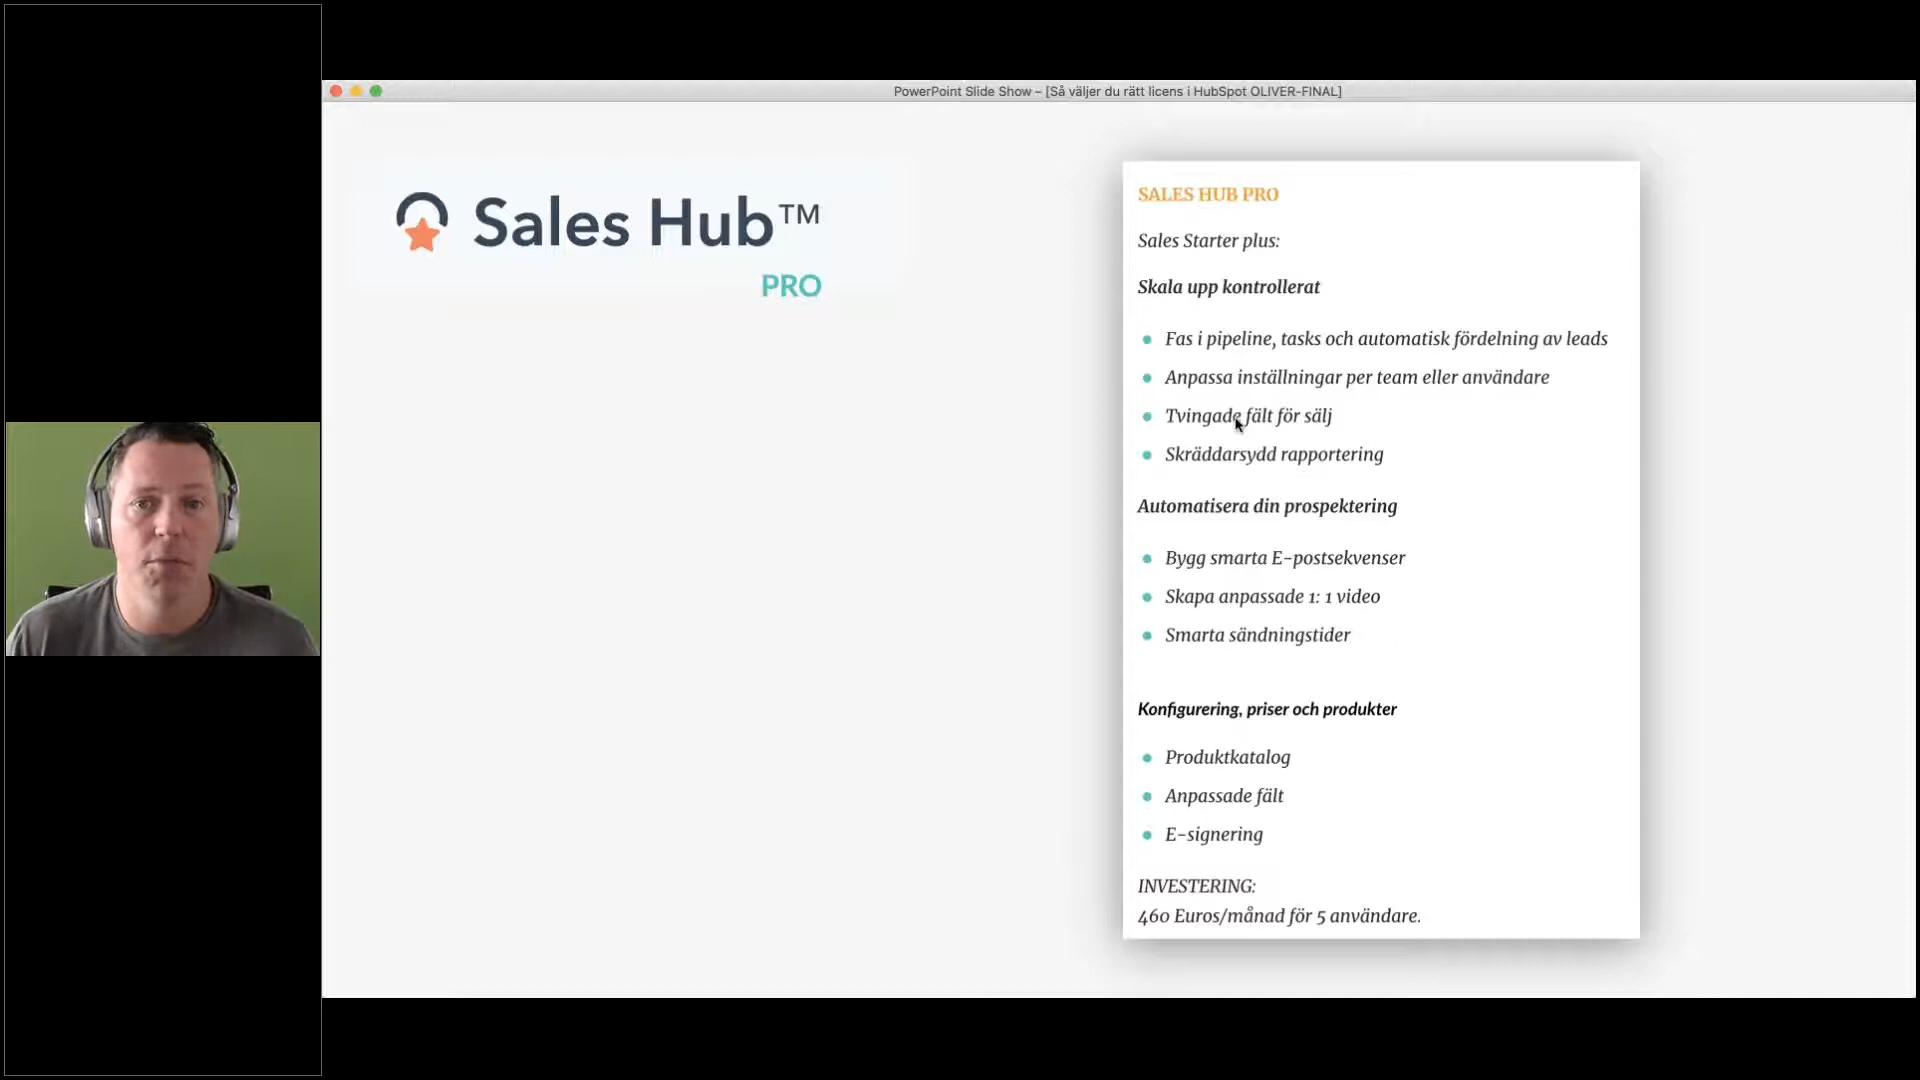 PowerPoint Slide Show – [Så väljer du rätt licens i HubSpot OLIVER-FINAL]
Sales Hub™
PRO
SALES HUB PRO
Sales Starter plus:
Skala upp kontrollerat
Fas i pipeline, tasks och automatisk fördelning av leads
Anpassa inställningar per team eller användare
Tvingade fält för sälj
Skräddarsydd rapportering
Automatisera din prospektering
Bygg smarta E-postsekvenser
Skapa anpassade 1: 1 video
Smarta sändningstider
Konfigurering, priser och produkter
Produktkatalog
Anpassade fält
E-signering
INVESTERING:
460 Euros/månad för 5 användare.